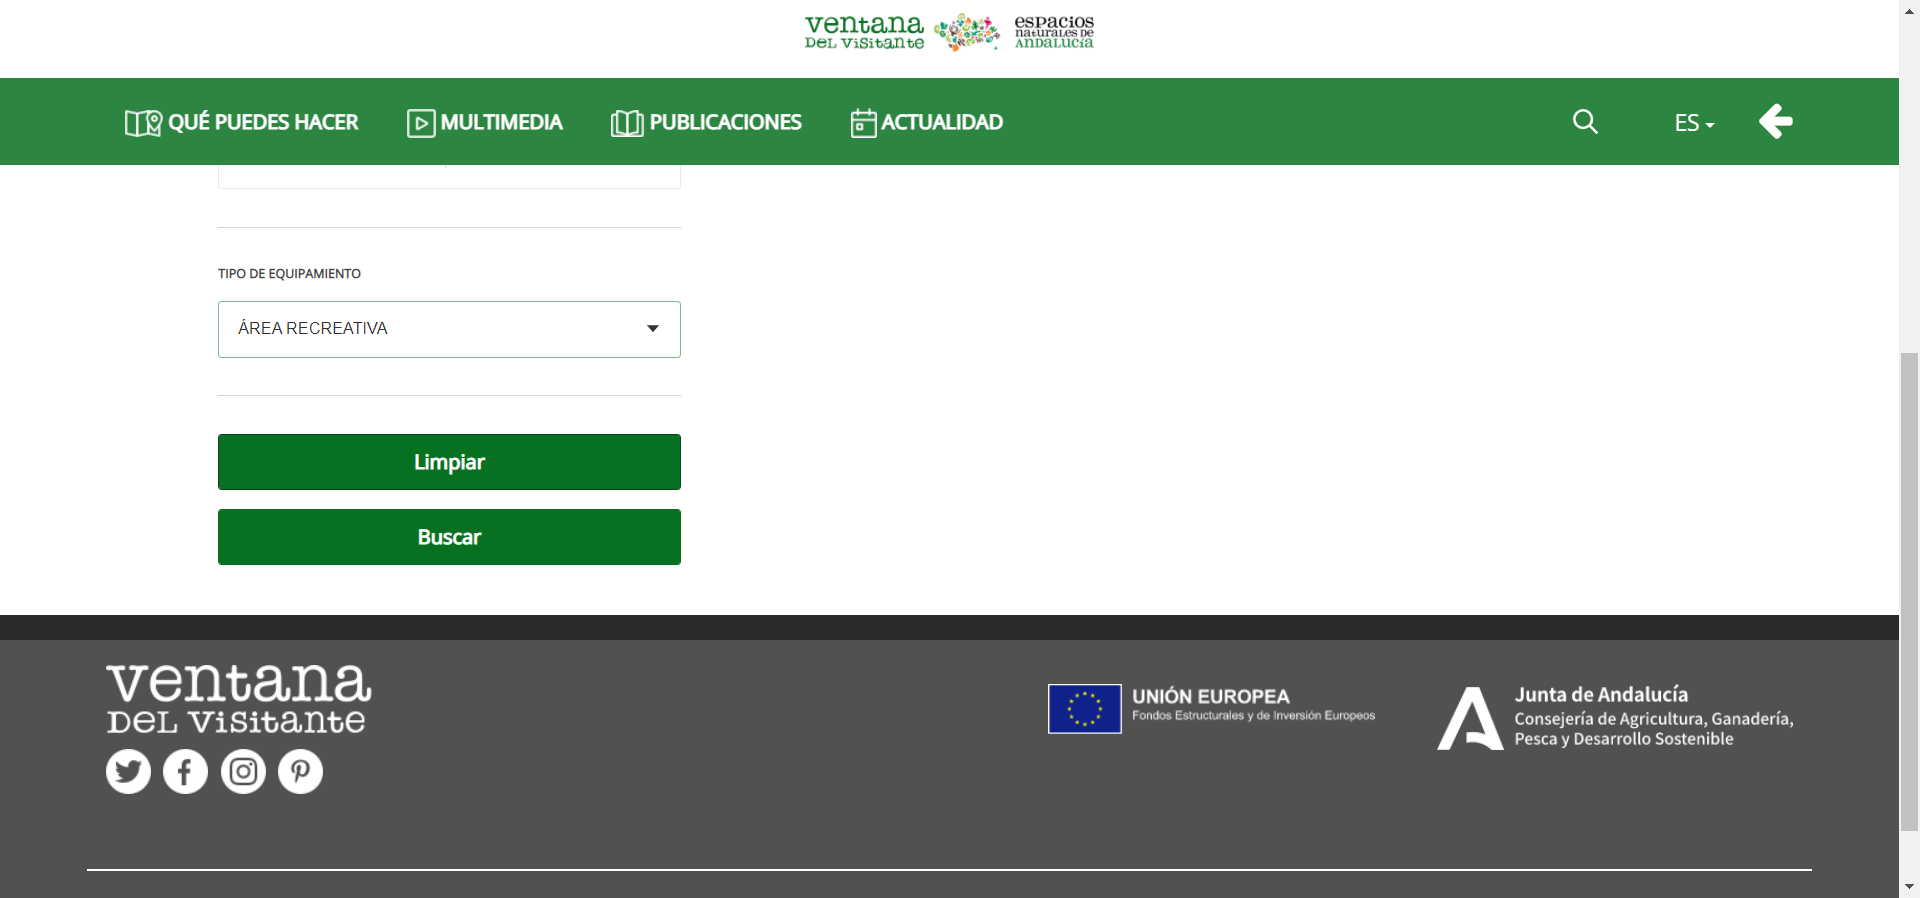 ventana
DEL VISITANTE
ESPACIOS
NATURALES DE
ANDALUCÍA
QUÉ PUEDES HACER
MULTIMEDIA
PUBLICACIONES
ACTUALIDAD
ES
TIPO DE EQUIPAMIENTO
ÁREA RECREATIVA
Limpiar
Buscar
ventana
DEL VISITANTE
UNIÓN EUROPEA
Fondos Estructurales y de Inversión Europeos
Junta de Andalucía
Consejería de Agricultura, Ganadería,
Pesca y Desarrollo Sostenible